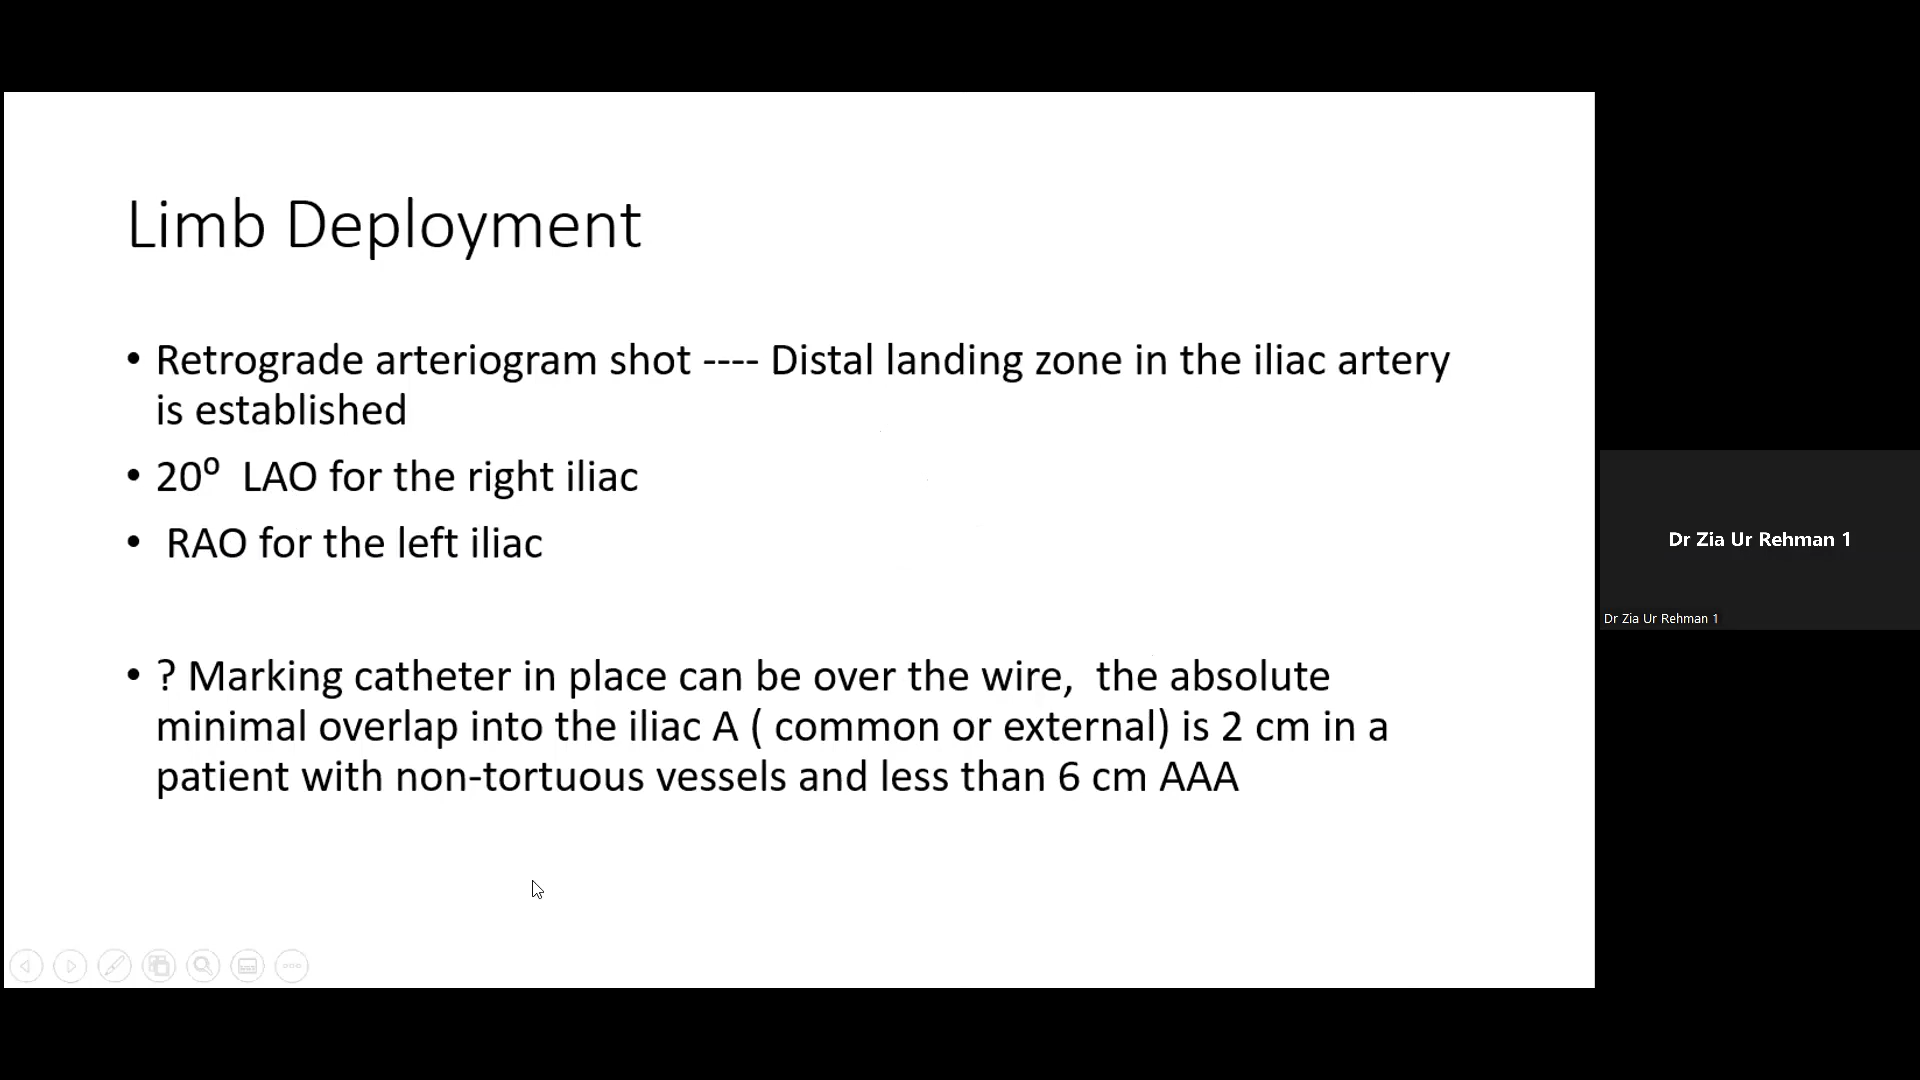 Limb Deployment
• Retrograde arteriogram shot ---- Distal landing zone in the iliac artery
is established
• 20⁰  LAO for the right iliac
•  RAO for the left iliac
• ? Marking catheter in place can be over the wire,  the absolute
minimal overlap into the iliac A ( common or external) is 2 cm in a
patient with non-tortuous vessels and less than 6 cm AAA
Dr Zia Ur Rehman 1
Dr Zia Ur Rehman 1